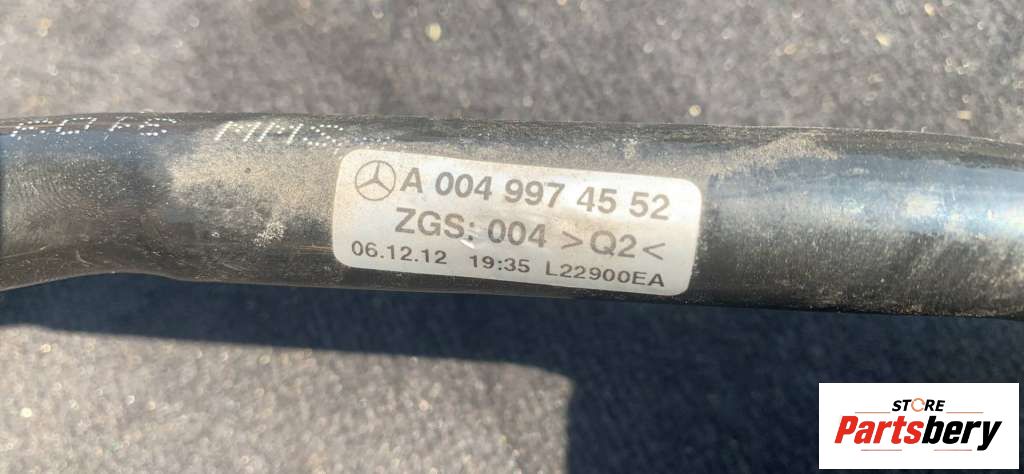 A 004 997 45 52
ZGS: 004 >Q2<
06.12.12 19:35 L22900EA
STORE
Partsbery